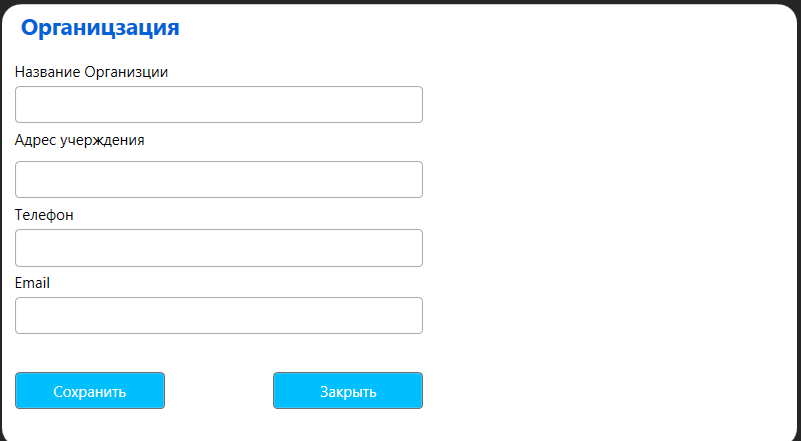 Органицзация
Название Организции
Адрес учерждения
Телефон
Email
Сохранить Закрыть